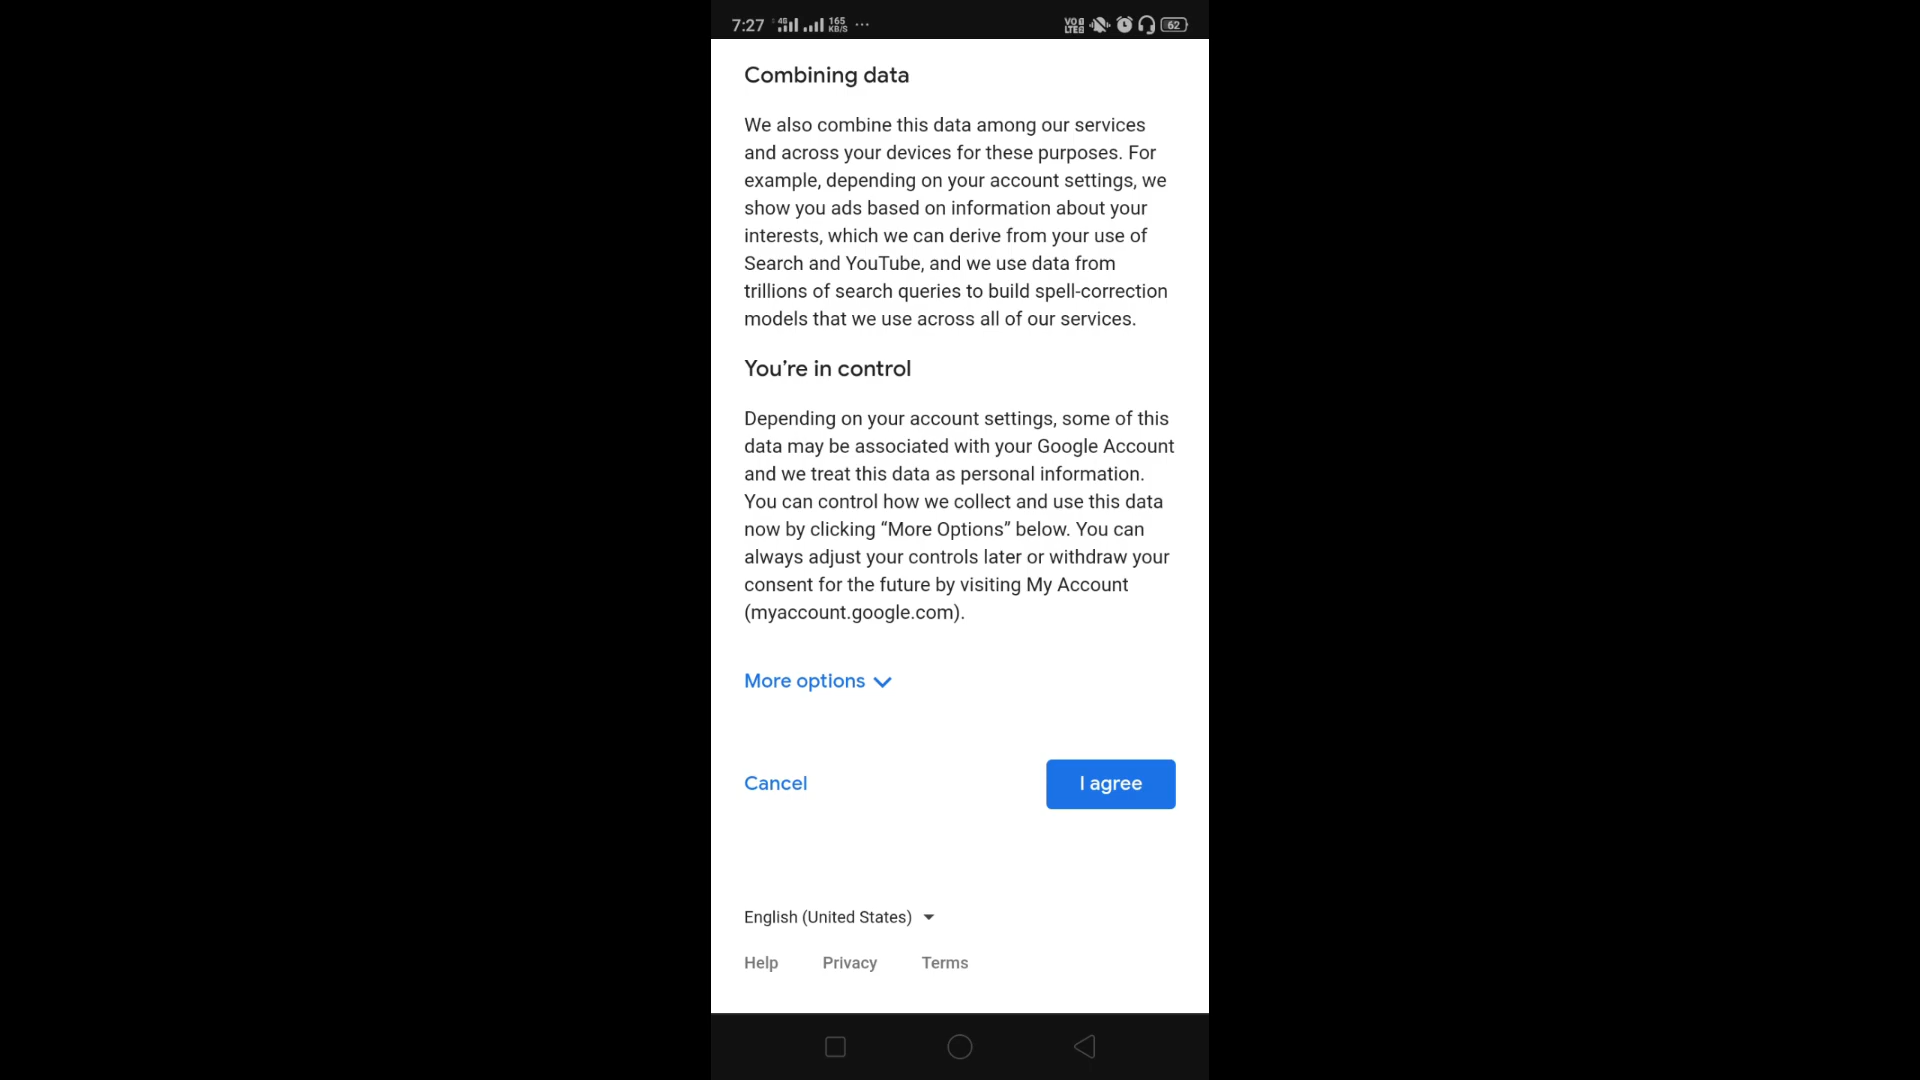 7:27 4G 165 KB/S ... VO LTE 62
Combining data
We also combine this data among our services
and across your devices for these purposes. For
example, depending on your account settings, we
show you ads based on information about your
interests, which we can derive from your use of
Search and YouTube, and we use data from
trillions of search queries to build spell-correction
models that we use across all of our services.
You’re in control
Depending on your account settings, some of this
data may be associated with your Google Account
and we treat this data as personal information.
You can control how we collect and use this data
now by clicking “More Options” below. You can
always adjust your controls later or withdraw your
consent for the future by visiting My Account
(myaccount.google.com).
More options
Cancel I agree
English (United States)
Help Privacy Terms